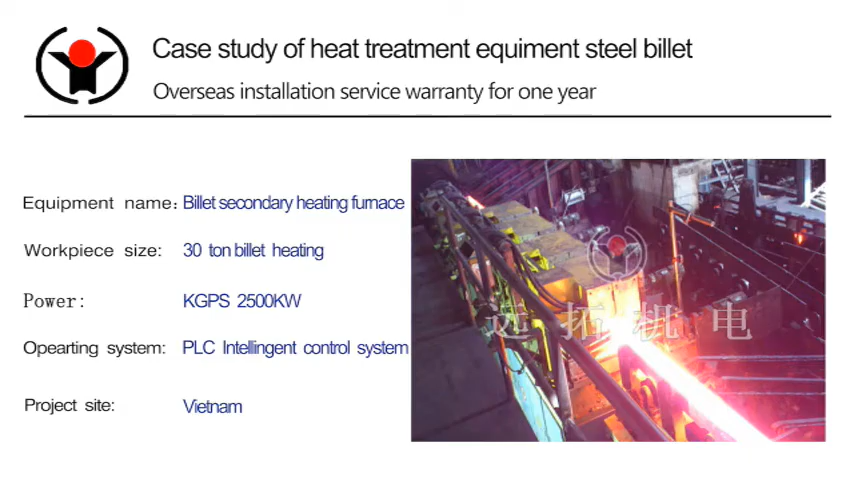 Case study of heat treatment equiment steel billet
Overseas installation service warranty for one year
Equipment name: Billet secondary heating furnace
Workpiece size: 30 ton billet heating
Power: KGPS 2500KW
Opearting system: PLC Intellingent control system
Project site: Vietnam
远拓机电